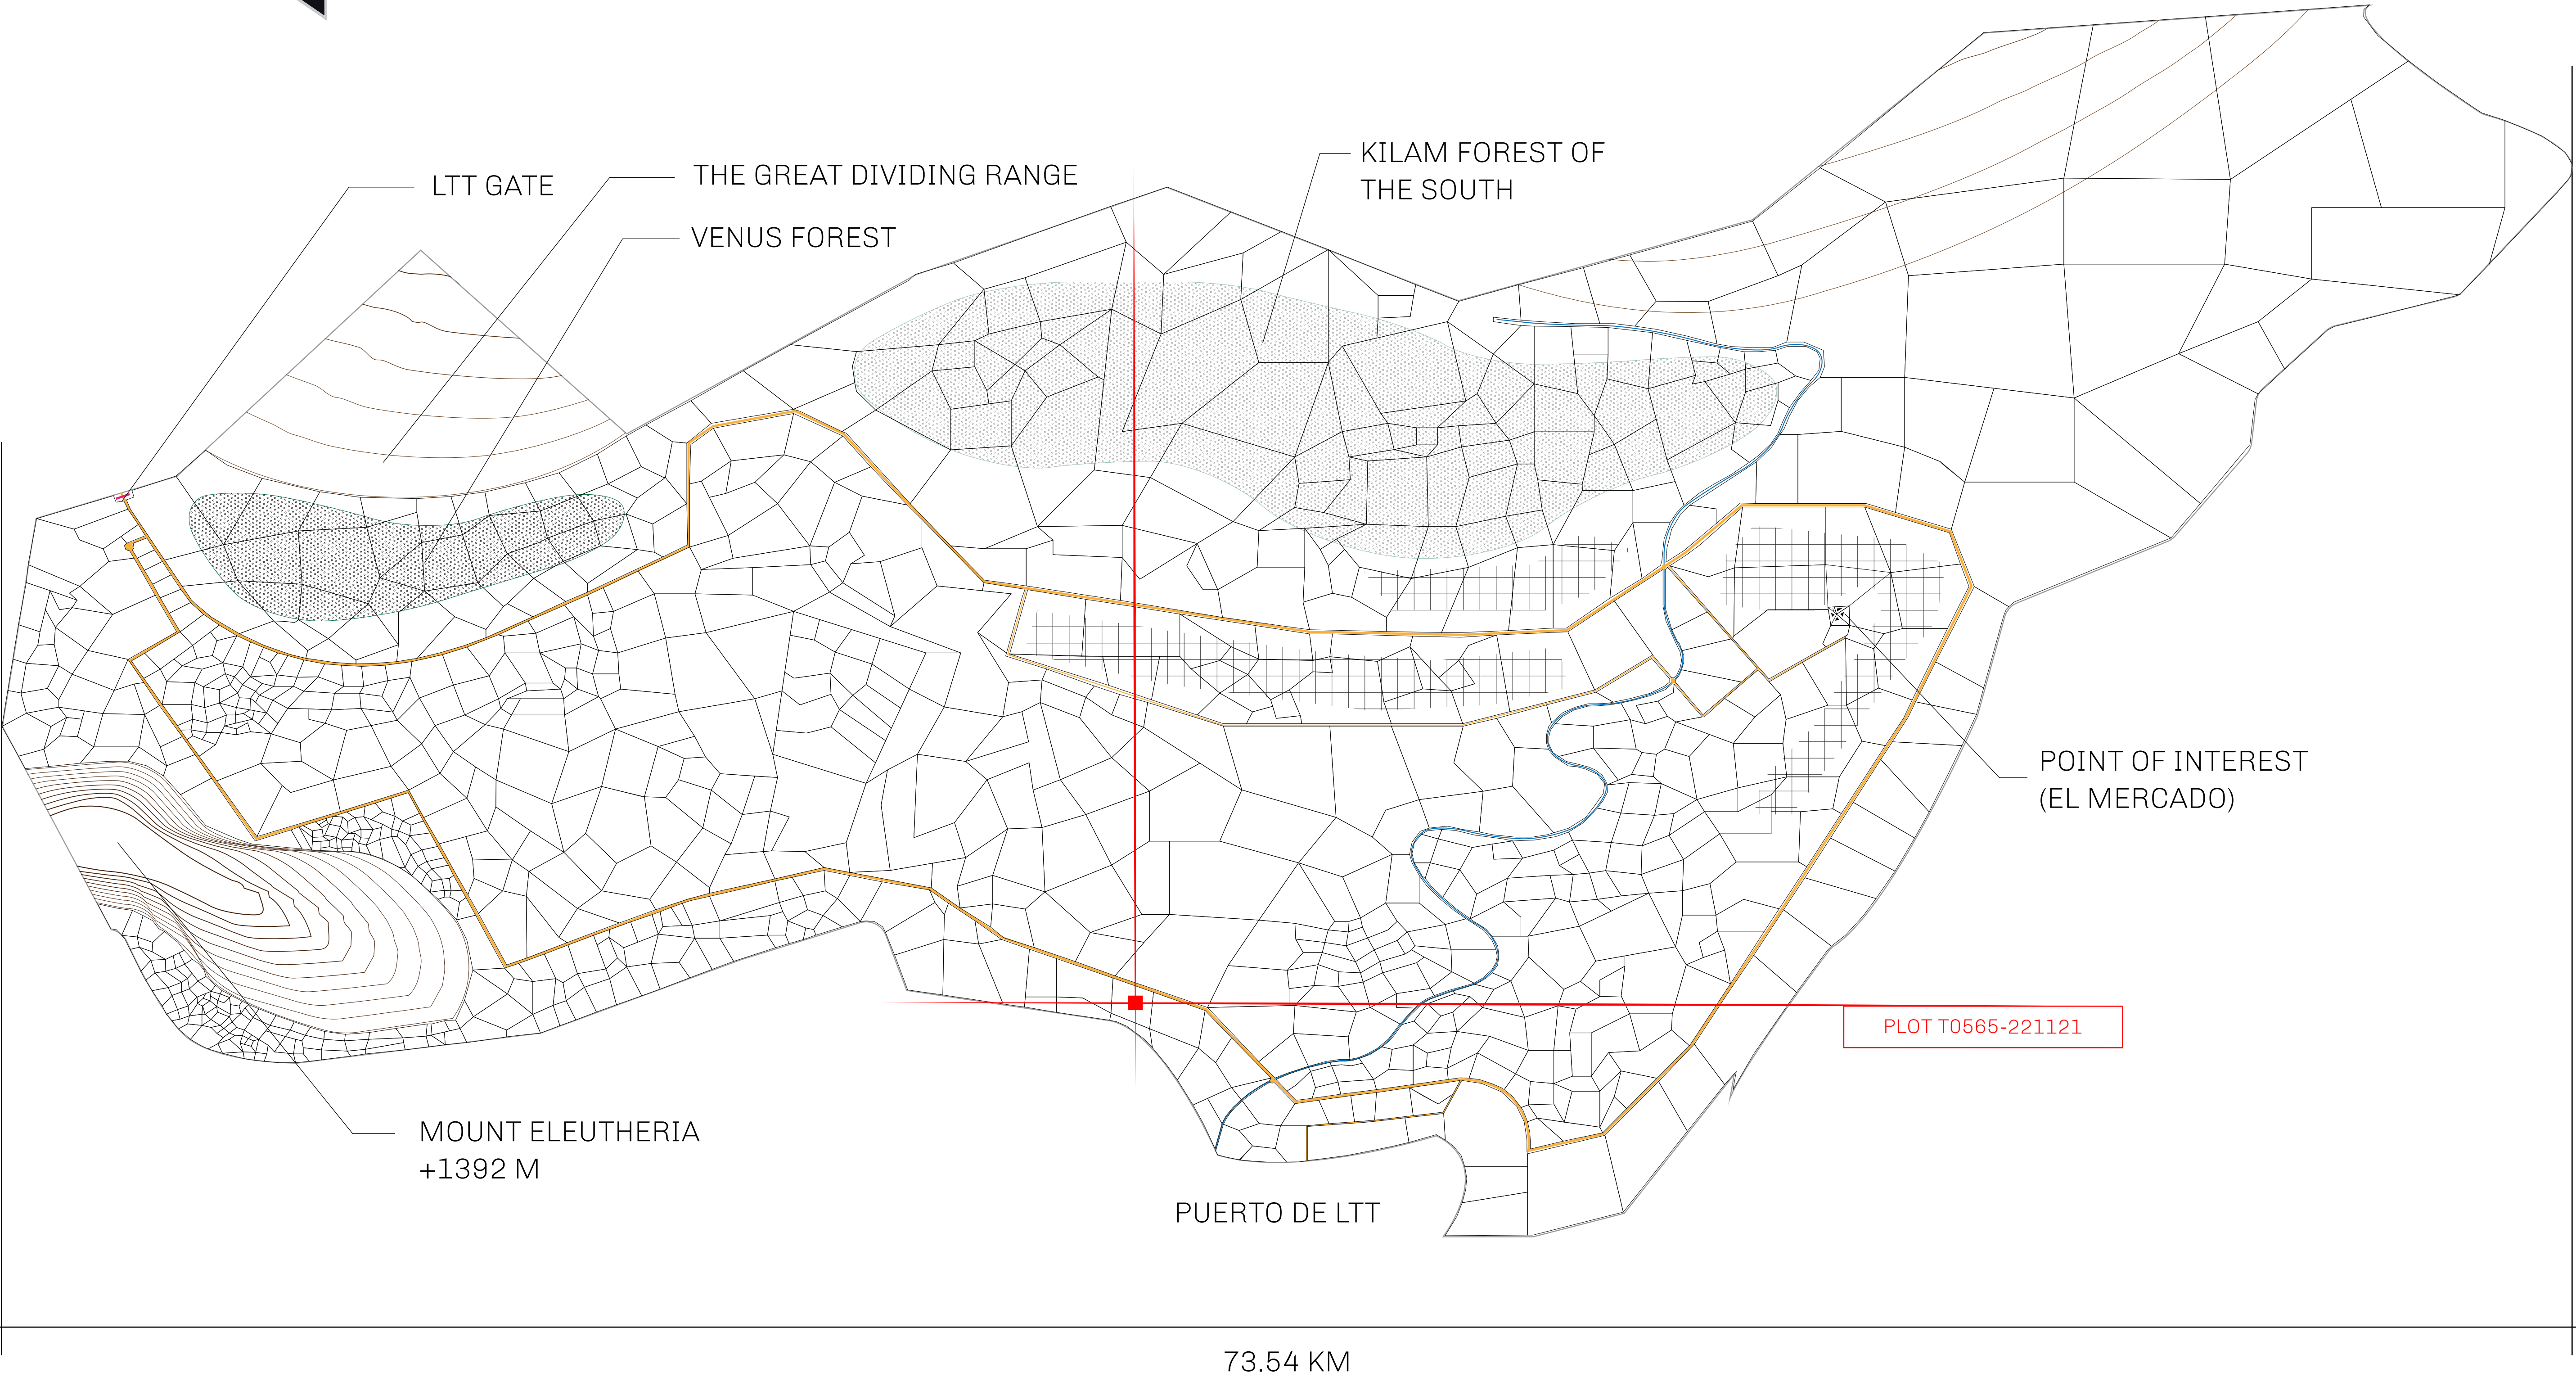 KILAM FOREST OF
THE SOUTH
THE GREAT DIVIDING RANGE
LTT GATE
VENUS FOREST
POINT OF INTEREST
(EL MERCADO)
PLOT T0565-221121
MOUNT ELEUTHERIA
+1392 M
PUERTO DE LTT
73.54 KM